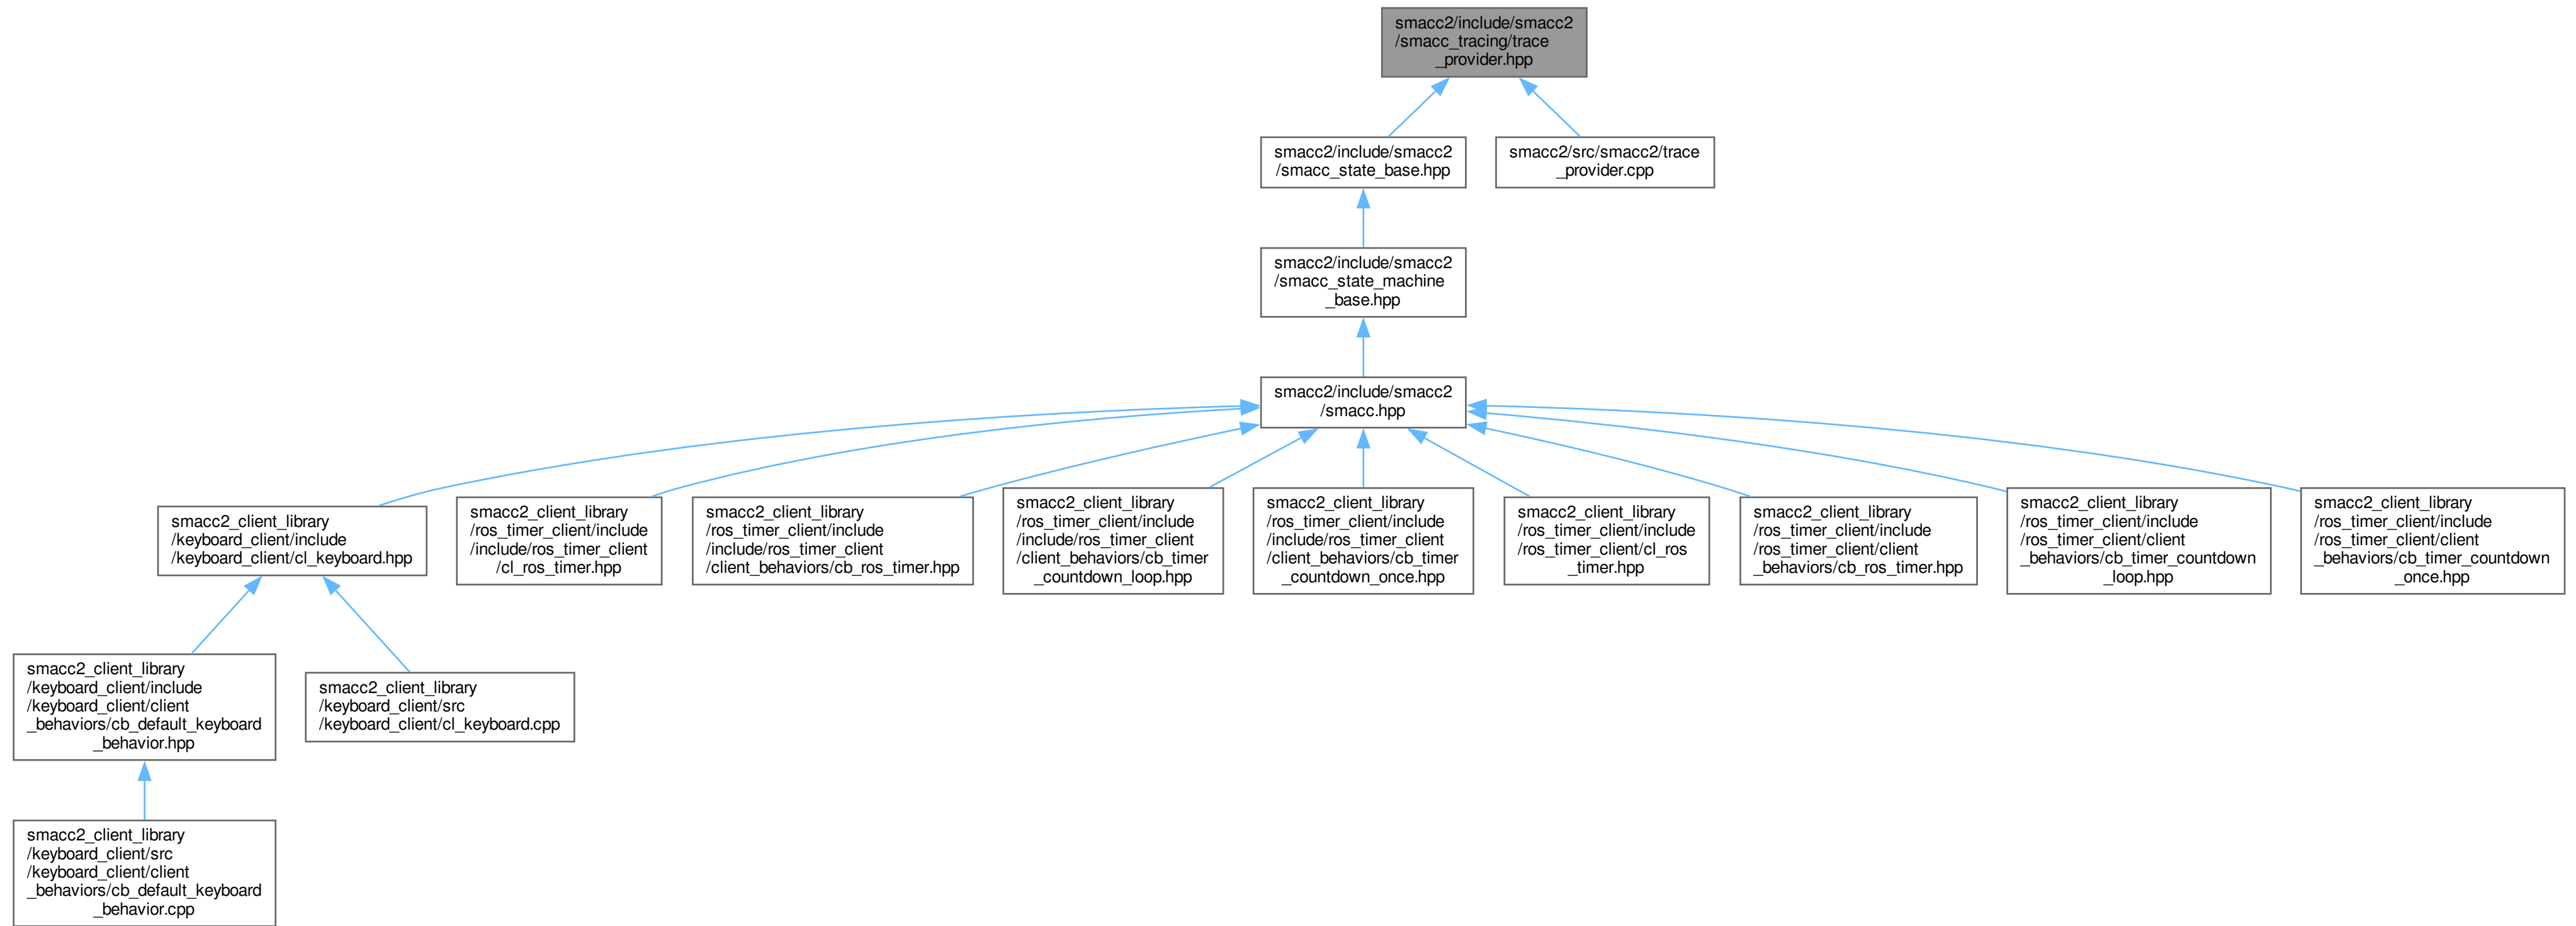 smacc2/include/smacc2
/smacc_tracing/trace
_provider.hpp
smacc2/include/smacc2
/smacc_state_base.hpp
smacc2/src/smacc2/trace
_provider.cpp
smacc2/include/smacc2
/smacc_state_machine
_base.hpp
smacc2/include/smacc2
/smacc.hpp
smacc2_client_library
/keyboard_client/include
/keyboard_client/cl_keyboard.hpp
smacc2_client_library
/ros_timer_client/include
/include/ros_timer_client
/cl_ros_timer.hpp
smacc2_client_library
/ros_timer_client/include
/include/ros_timer_client
/client_behaviors/cb_ros_timer.hpp
smacc2_client_library
/ros_timer_client/include
/include/ros_timer_client
/client_behaviors/cb_timer
_countdown_loop.hpp
smacc2_client_library
/ros_timer_client/include
/include/ros_timer_client
/client_behaviors/cb_timer
_countdown_once.hpp
smacc2_client_library
/ros_timer_client/include
/ros_timer_client/cl_ros
_timer.hpp
smacc2_client_library
/ros_timer_client/include
/ros_timer_client/client
_behaviors/cb_ros_timer.hpp
smacc2_client_library
/ros_timer_client/include
/ros_timer_client/client
_behaviors/cb_timer_countdown
_loop.hpp
smacc2_client_library
/ros_timer_client/include
/ros_timer_client/client
_behaviors/cb_timer_countdown
_once.hpp
smacc2_client_library
/keyboard_client/include
/keyboard_client/client
_behaviors/cb_default_keyboard
_behavior.hpp
smacc2_client_library
/keyboard_client/src
/keyboard_client/cl_keyboard.cpp
smacc2_client_library
/keyboard_client/src
/keyboard_client/client
_behaviors/cb_default_keyboard
_behavior.cpp